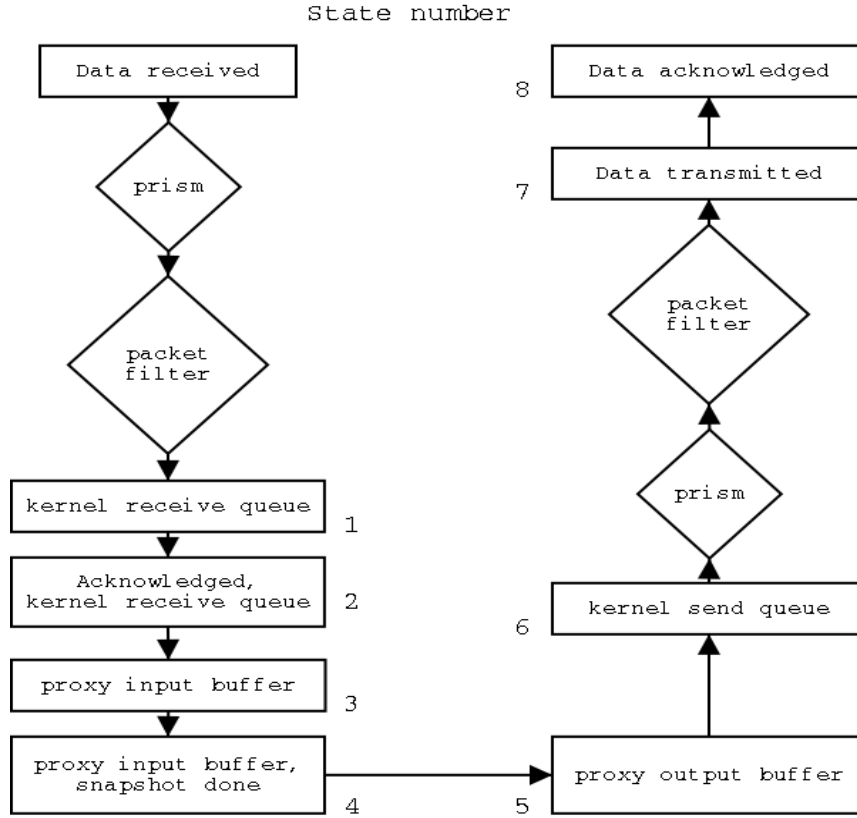 State number
Data received
prism
packet
filter
kernel receive queue
1
Acknowledged,
kernel receive queue
2
proxy input buffer
3
proxy input buffer,
snapshot done
4
5
proxy output buffer
6
kernel send queue
prism
packet
filter
7
Data transmitted
8
Data acknowledged